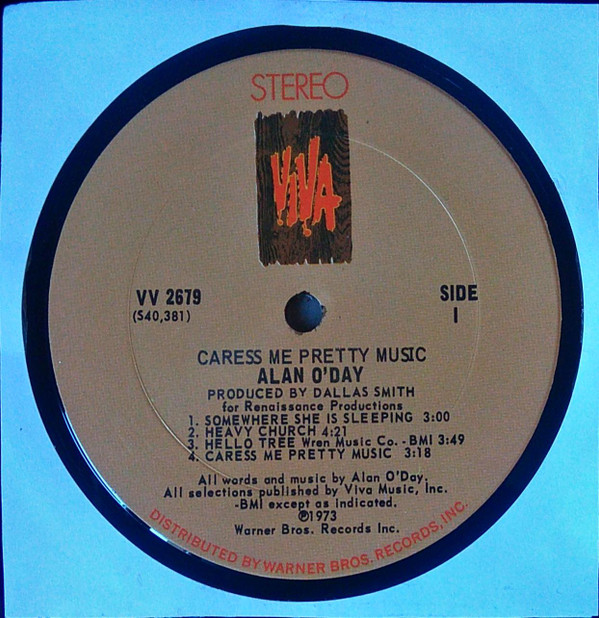 STEREO
VIVA
VV 2679
(S40,381)
SIDE
1
CARESS ME PRETTY MUSIC
ALAN O'DAY
PRODUCED BY DALLAS SMITH
for Renaissance Productions
1. SOMEWHERE SHE IS SLEEPING 3:00
2. HEAVY CHURCH 4:21
3. HELLO TREE Wren Music Co. - BMI 3:49
4. CARESS ME PRETTY MUSIC 3:18
All words and music by Alan O'Day.
All selections published by Viva Music, Inc.
-BMI except as indicated.
℗1973
Warner Bros. Records Inc.
DISTRIBUTED BY WARNER BROS. RECORDS, INC.